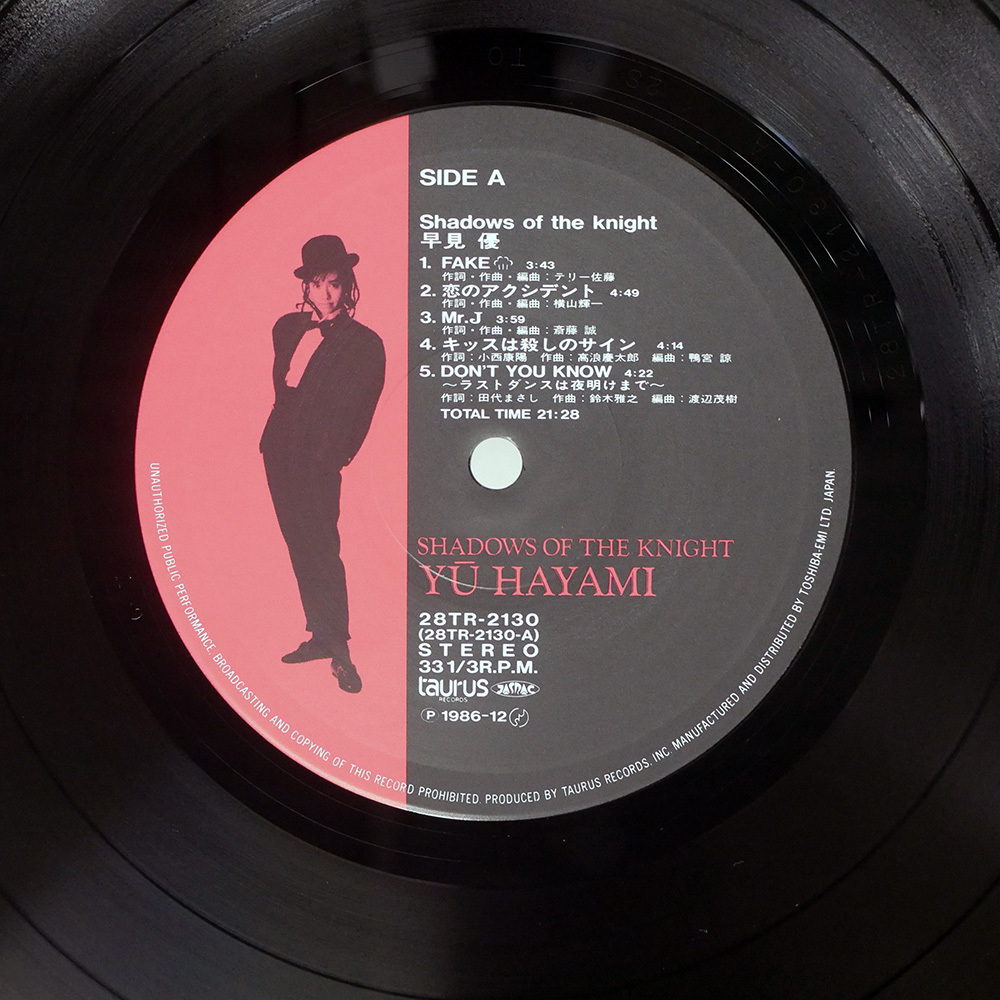 SIDE A
Shadows of the knight
早見 優
1. FAKE 3:43
作詞・作曲・編曲:テリー佐藤
2. 恋のアクシデント 4:49
作詞・作曲・編曲:横山輝一
3. Mr.J 3:59
作詞・作曲・編曲:斎藤 誠
4. キッスは殺しのサイン 4:14
作詞:小西康陽 作曲:高浪慶太郎 編曲:鴨宮 諒
5. DON'T YOU KNOW 4:22
〜ラストダンスは夜明けまで〜
作詞:田代まさし 作曲:鈴木雅之 編曲:渡辺茂樹
TOTAL TIME 21:28
SHADOWS OF THE KNIGHT
YŪ HAYAMI
28TR-2130
(28TR-2130-A)
STEREO
33 1/3 R.P.M.
taurus JASRAC
RECORDS
Ⓟ 1986-12
UNAUTHORIZED PUBLIC PERFORMANCE, BROADCASTING AND COPYING OF THIS RECORD PROHIBITED. PRODUCED BY TAURUS RECORDS, INC. MANUFACTURED AND DISTRIBUTED BY TOSHIBA-EMI LTD. JAPAN.